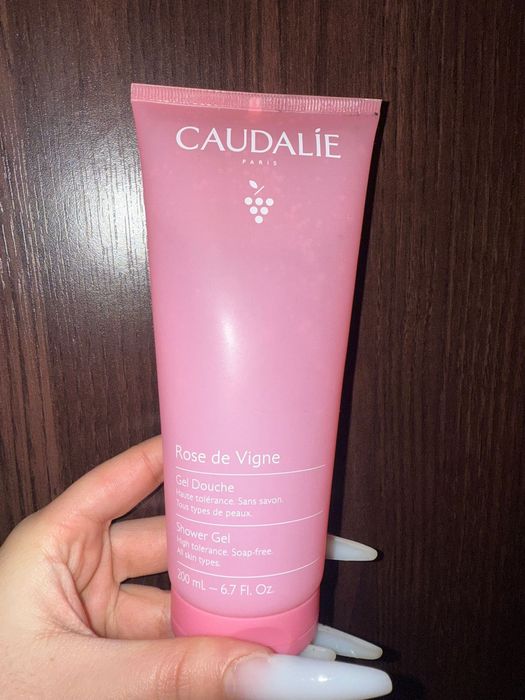 CAUDALÍE
PARIS
Rose de Vigne
Gel Douche
Haute tolérance. Sans savon.
Tous types de peaux.
Shower Gel
High tolerance. Soap-free.
All skin types.
200 mL – 6.7 Fl. Oz.